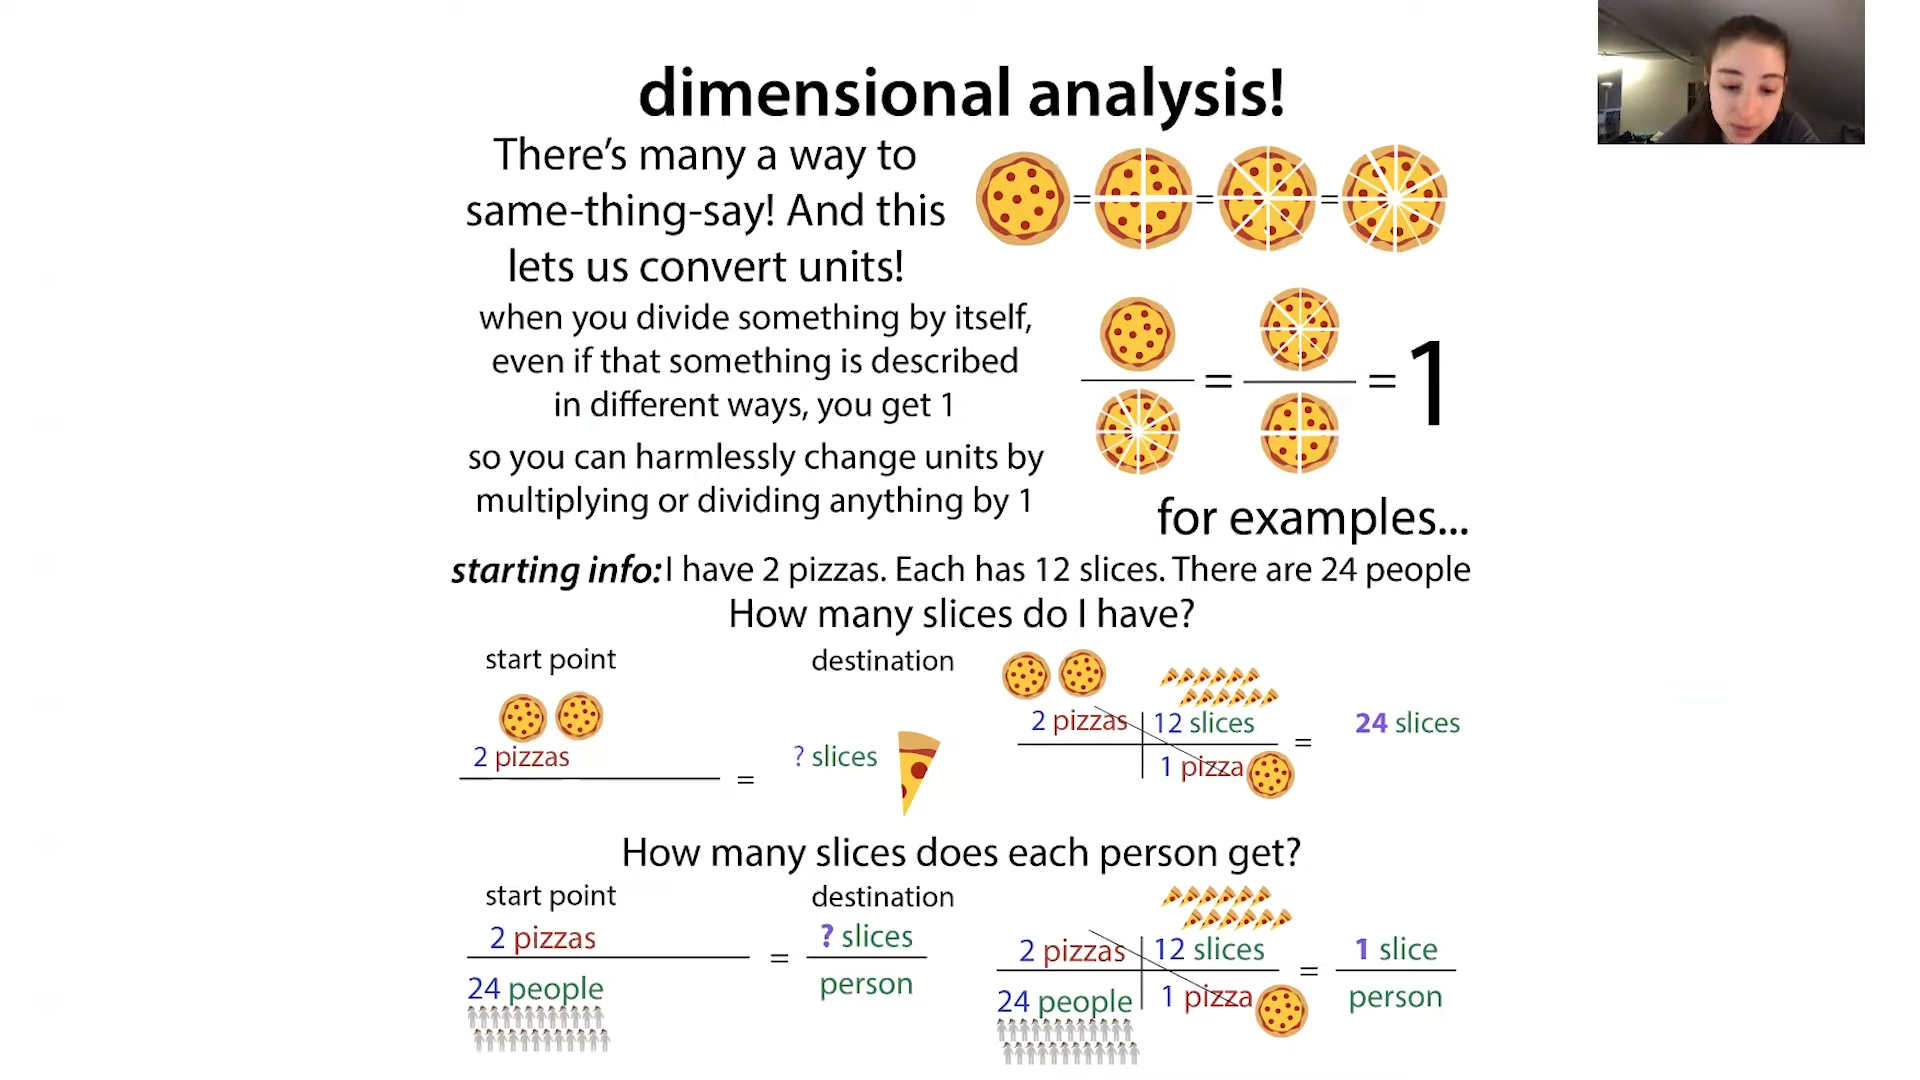 dimensional analysis!
There's many a way to
same-thing-say! And this
lets us convert units!
= = =
when you divide something by itself,
even if that something is described
in different ways, you get 1
= = 1
so you can harmlessly change units by
multiplying or dividing anything by 1
for examples...
starting info: I have 2 pizzas. Each has 12 slices. There are 24 people
How many slices do I have?
start point
destination
2 pizzas
=
? slices
2 pizzas 12 slices
1 pizza
=
24 slices
How many slices does each person get?
start point
destination
2 pizzas
24 people
=
? slices
person
2 pizzas 12 slices
24 people 1 pizza
=
1 slice
person